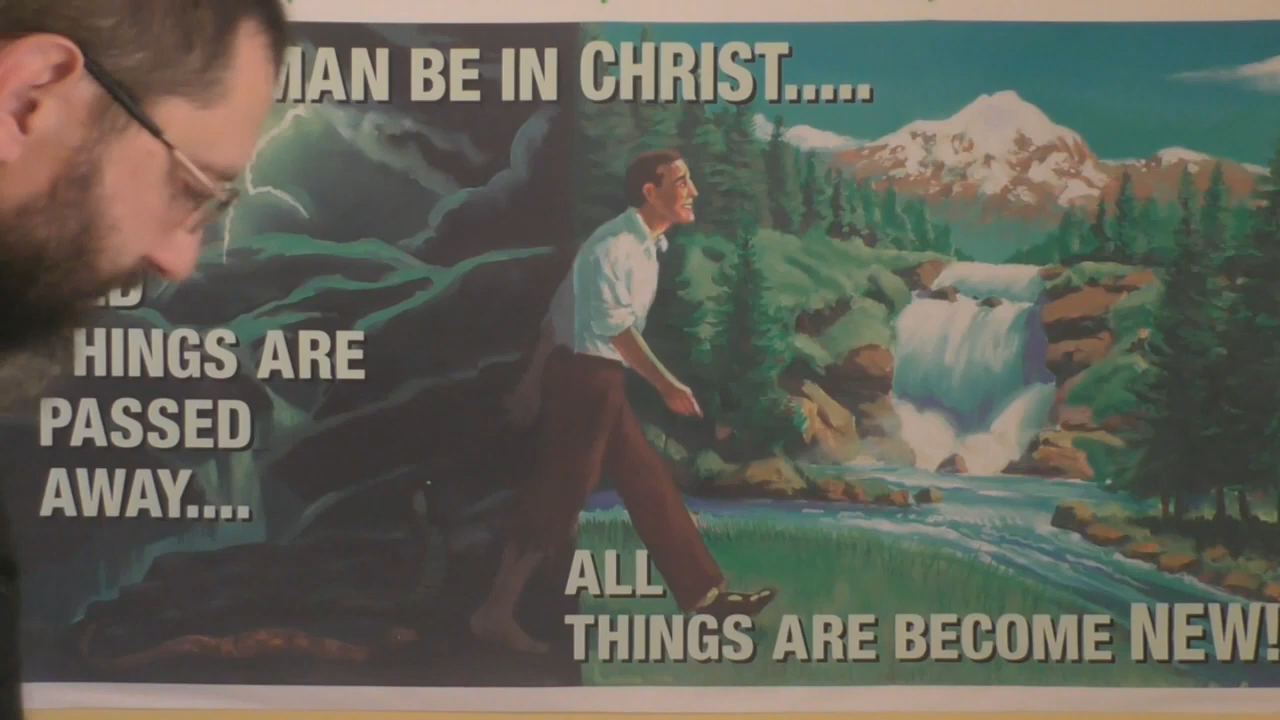 MAN BE IN CHRIST.....
HINGS ARE
PASSED
AWAY....
ALL
THINGS ARE BECOME NEW!